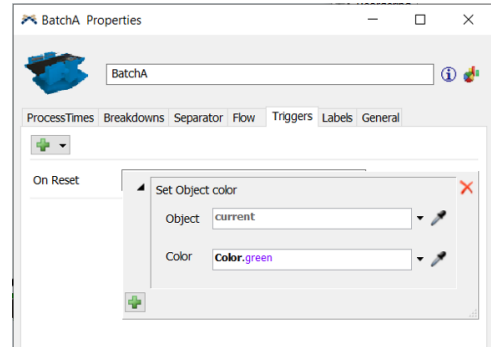 BatchA Properties
BatchA
ProcessTimes Breakdowns Separator Flow Triggers Labels General
On Reset
Set Object color
Object current
Color Color.green